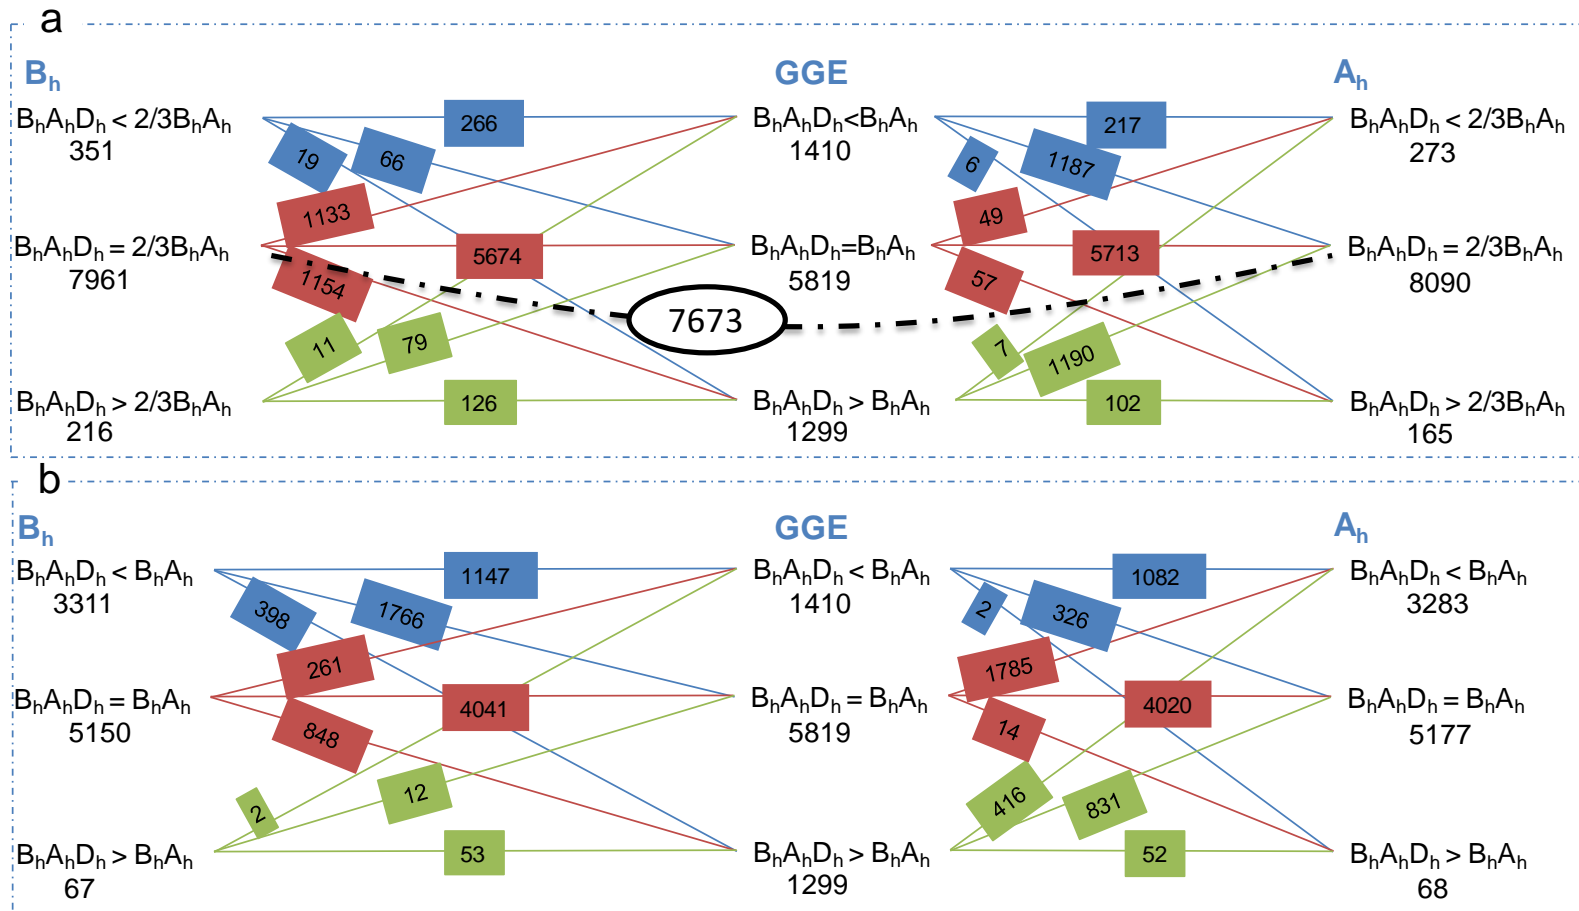 a
Bh GGE Ah
BhAhDh < 2/3BhAh 266 BhAhDh<BhAh 217 BhAhDh < 2/3BhAh
351 19 66 1410 6 1187 273
1133 49
BhAhDh = 2/3BhAh 5674 BhAhDh=BhAh 5713 BhAhDh = 2/3BhAh
7961 1154 5819 57 8090
7673
11 79 7 1190
BhAhDh > 2/3BhAh 126 BhAhDh > BhAh 102 BhAhDh > 2/3BhAh
216 1299 165
b
Bh GGE Ah
BhAhDh < BhAh 1147 BhAhDh < BhAh 1082 BhAhDh < BhAh
3311 398 1766 1410 2 326 3283
261 1785
BhAhDh = BhAh 4041 BhAhDh = BhAh 4020 BhAhDh = BhAh
5150 848 5819 14 5177
2 12 416 831
BhAhDh > BhAh 53 BhAhDh > BhAh 52 BhAhDh > BhAh
67 1299 68